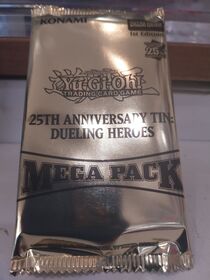 KONAMI
1st Edition
25
Yu-Gi-Oh!
TRADING CARD GAME
25TH ANNIVERSARY TIN:
DUELING HEROES
MEGA PACK